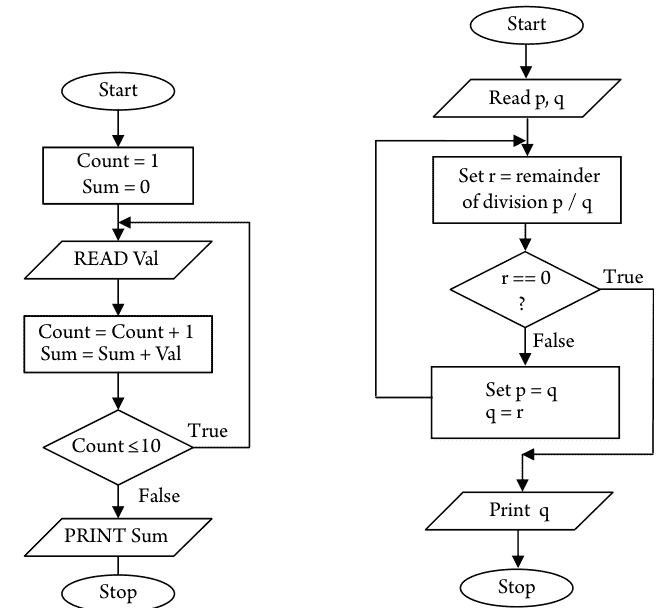 Start
Count = 1
Sum = 0
READ Val
Count = Count + 1
Sum = Sum + Val
Count ≤10
True
False
PRINT Sum
Stop
Start
Read p, q
Set r = remainder
of division p / q
r == 0
?
True
False
Set p = q
q = r
Print q
Stop